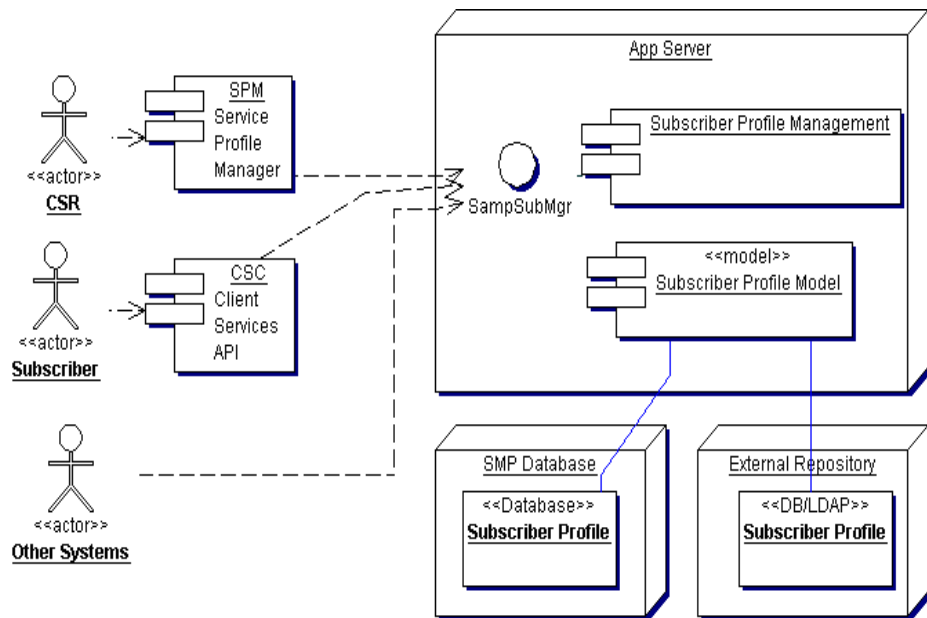 App Server
SPM
Service
Profile
Manager
<<actor>>
CSR
SampSubMgr
Subscriber Profile Management
<<model>>
Subscriber Profile Model
CSC
Client
Services
API
<<actor>>
Subscriber
SMP Database
<<Database>>
Subscriber Profile
External Repository
<<DB/LDAP>>
Subscriber Profile
<<actor>>
Other Systems